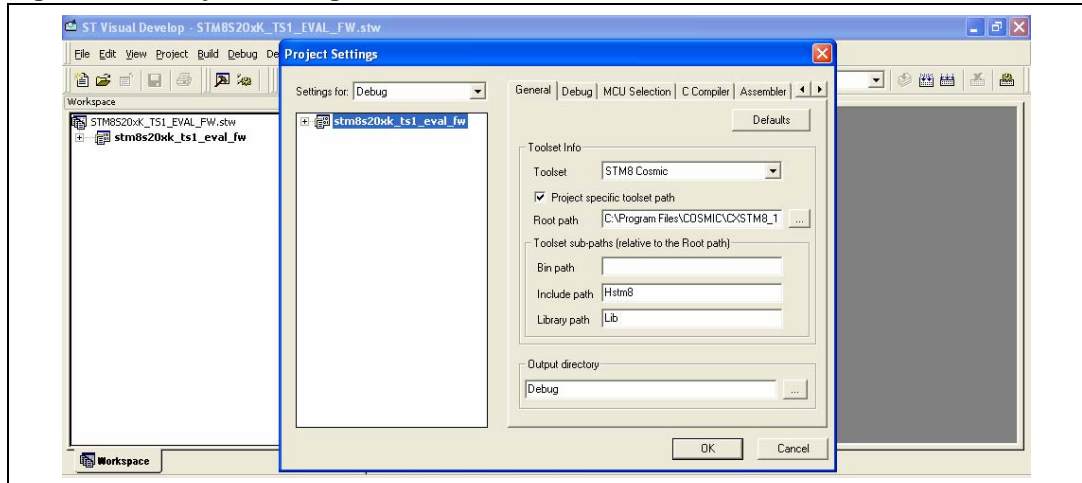 ST Visual Develop - STM8S20xK_TS1_EVAL_FW.stw
File Edit View Project Build Debug De
Project Settings
Workspace
STM8S20xK_TS1_EVAL_FW.stw
stm8s20xk_ts1_eval_fw
Settings for: Debug
stm8s20xk_ts1_eval_fw
General Debug MCU Selection C Compiler Assembler
Defaults
Toolset Info
Toolset STM8 Cosmic
Project specific toolset path
Root path C:\Program Files\COSMIC\CXSTM8_1 ...
Toolset sub-paths (relative to the Root path)
Bin path
Include path Hstm8
Library path Lib
Output directory
Debug ...
OK Cancel
Workspace